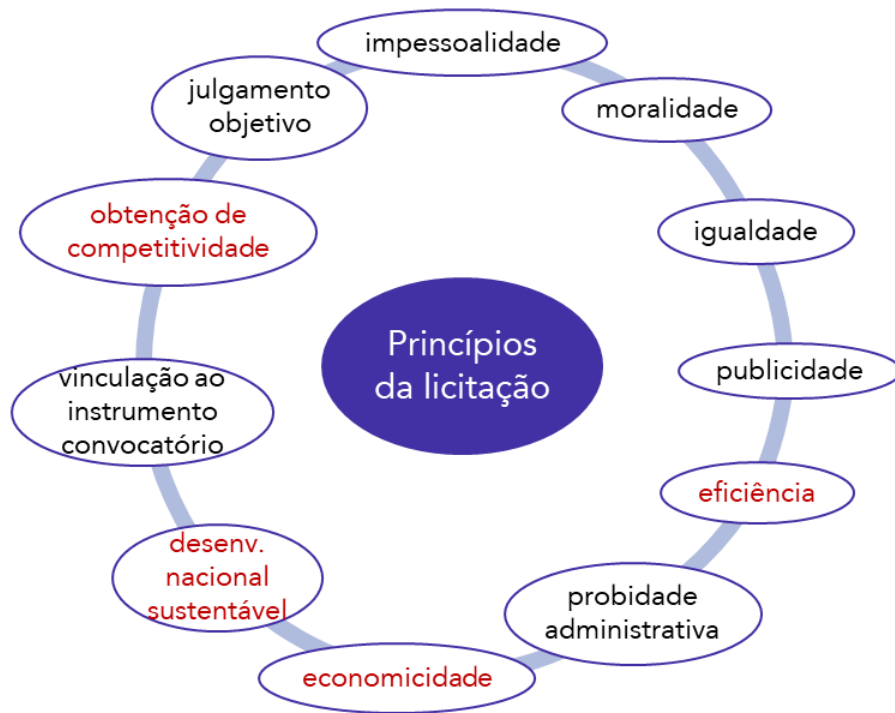 impessoalidade
moralidade
igualdade
publicidade
eficiência
probidade
administrativa
economicidade
desenv.
nacional
sustentável
vinculação ao
instrumento
convocatório
obtenção de
competitividade
julgamento
objetivo
Princípios
da licitação